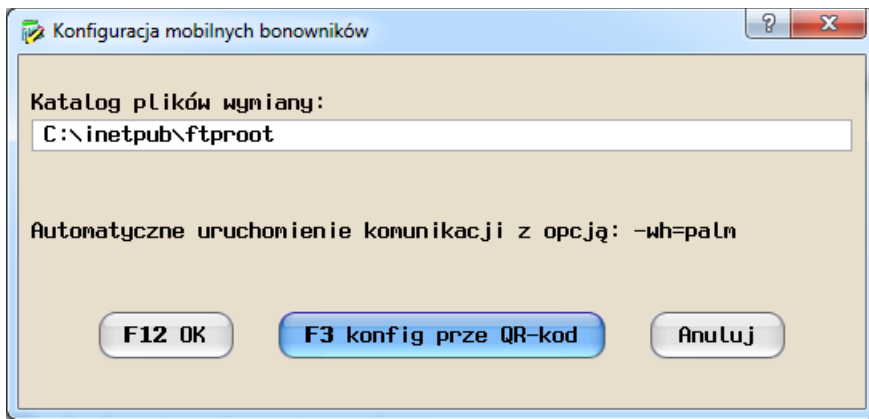 Konfiguracja mobilnych bonowników
Katalog plików wymiany:
C:\inetpub\ftproot
Automatyczne uruchomienie komunikacji z opcją: -wh=palm
F12 OK
F3 konfig prze QR-kod
Anuluj